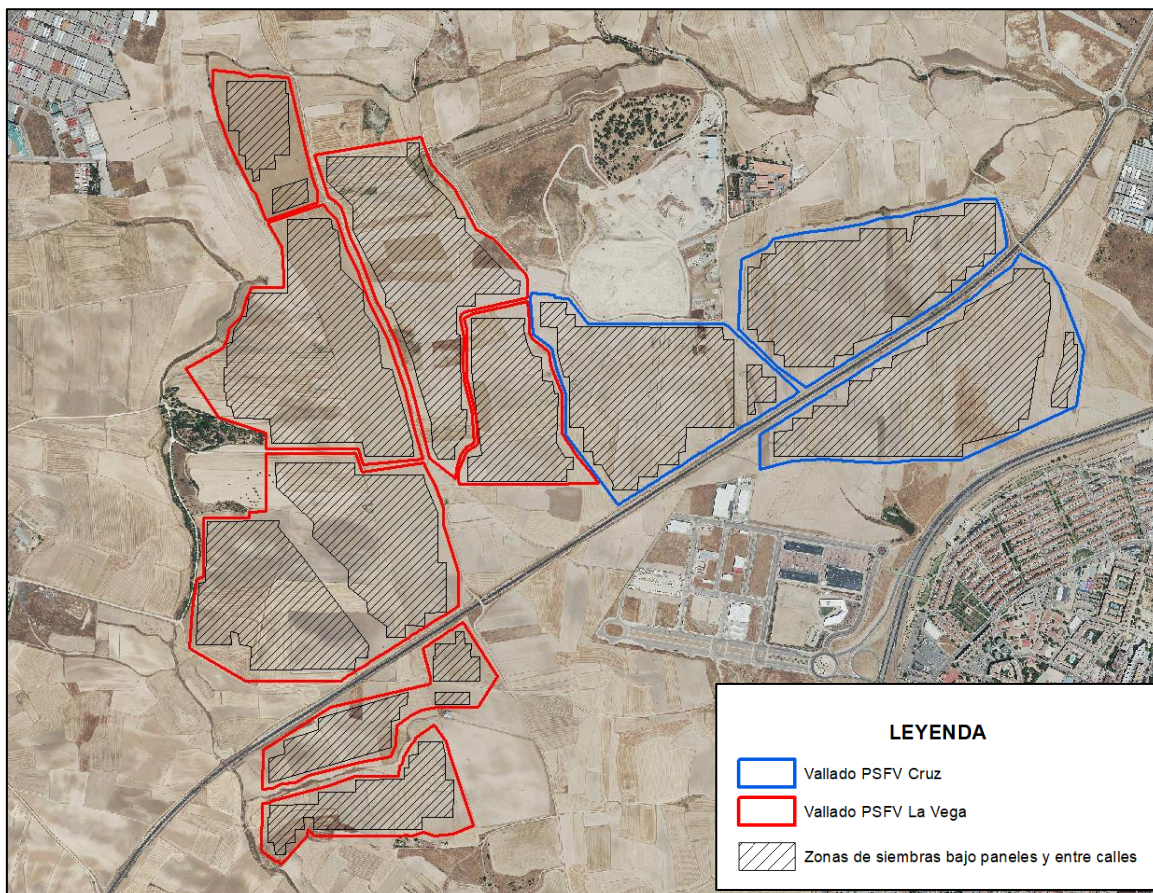 LEYENDA
Vallado PSFV Cruz
Vallado PSFV La Vega
Zonas de siembras bajo paneles y entre calles